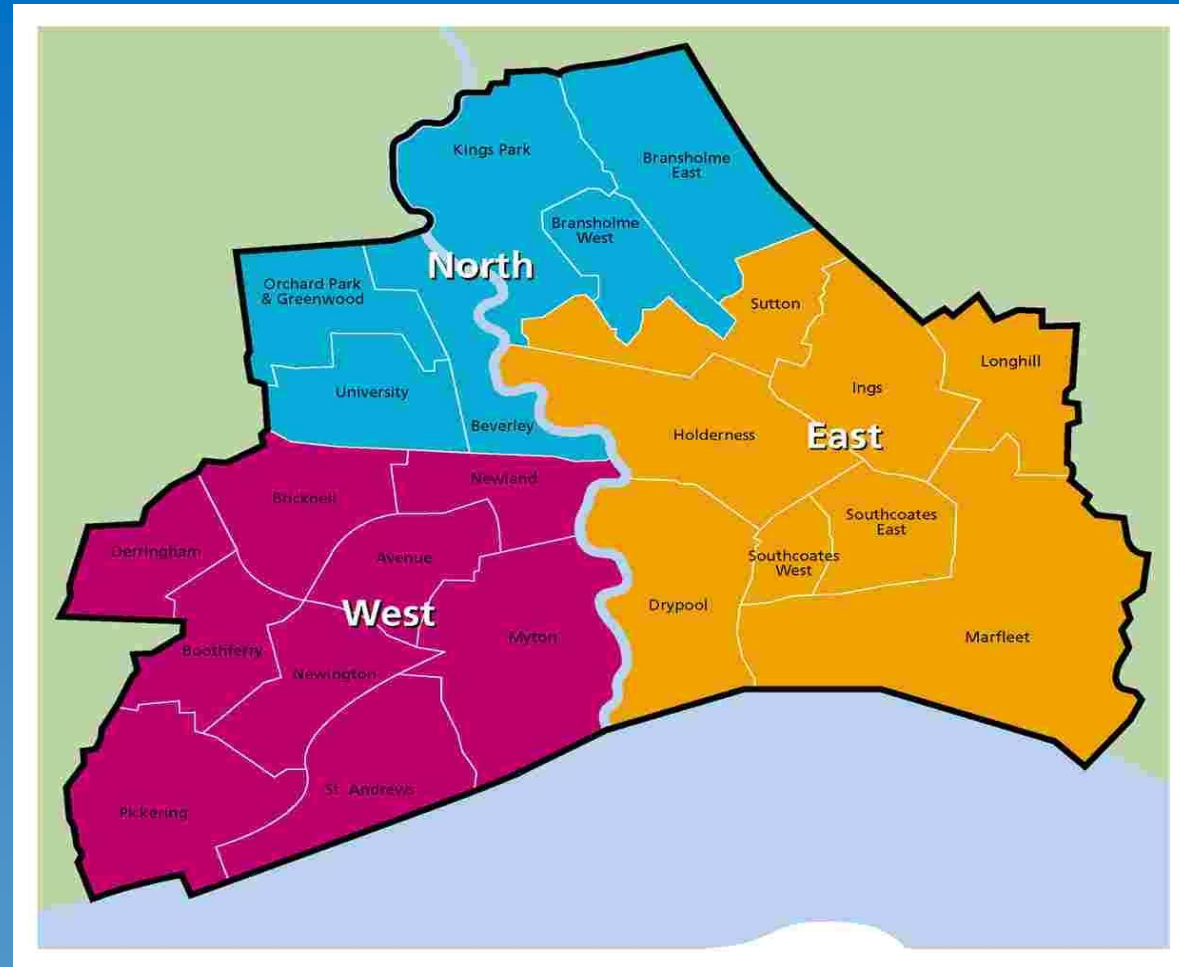 Kings Park
Bransholme
East
Bransholme
West
North
Orchard Park
& Greenwood
Sutton
Longhill
University
Ings
Beverley
Holderness
East
Newland
Bricknell
Southcoates
East
Derringham
Avenue
Southcoates
West
Drypool
West
Myton
Marfleet
Boothferry
Newington
St. Andrews
Pickering